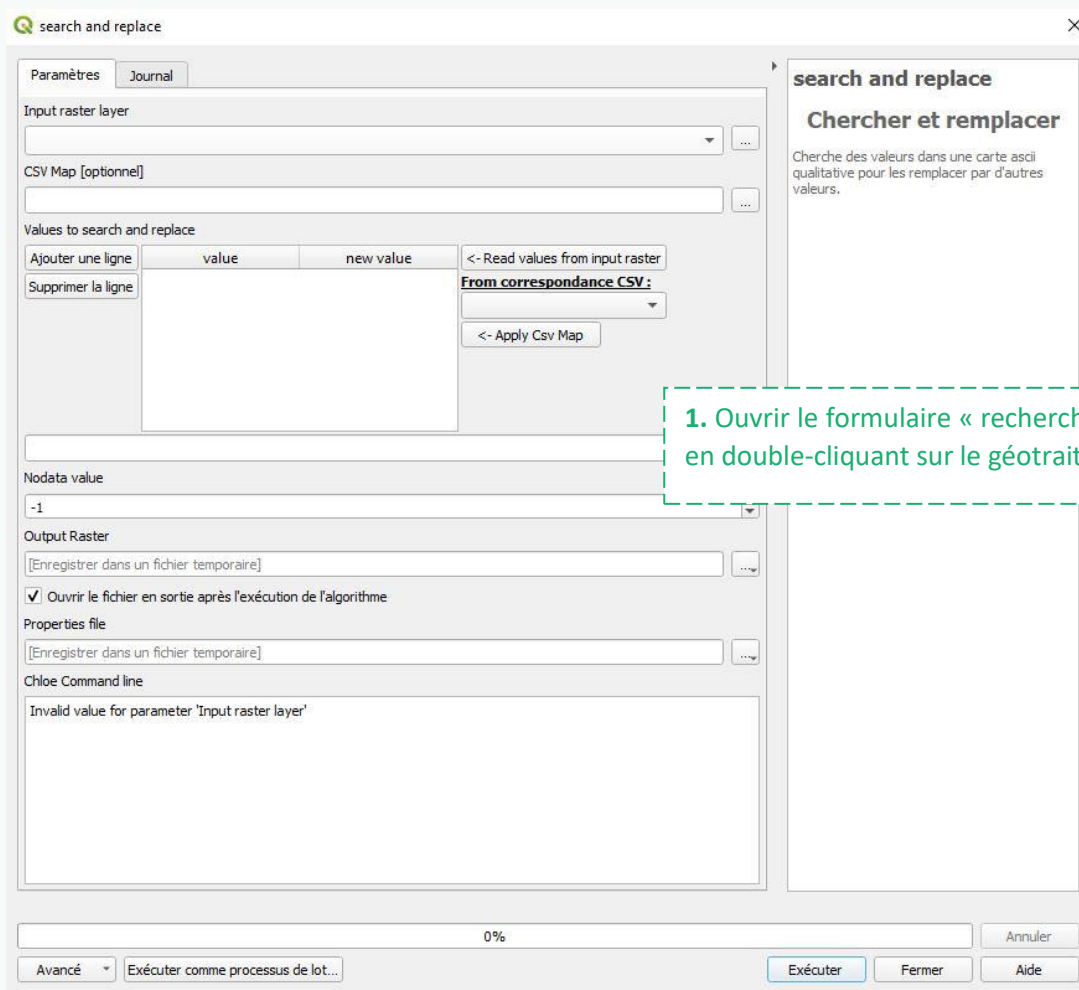 search and replace
Paramètres
Journal
Input raster layer
...
CSV Map [optionnel]
...
Values to search and replace
Ajouter une ligne
Supprimer la ligne
value
new value
<- Read values from input raster
From correspondance CSV :
<- Apply Csv Map
Nodata value
-1
Output Raster
[Enregistrer dans un fichier temporaire]
...
Ouvrir le fichier en sortie après l'exécution de l'algorithme
Properties file
[Enregistrer dans un fichier temporaire]
...
Chloe Command line
Invalid value for parameter 'Input raster layer'
search and replace
Chercher et remplacer
Cherche des valeurs dans une carte ascii
qualitative pour les remplacer par d'autres
valeurs.
1. Ouvrir le formulaire «
en double-cliquant sur le
0%
Annuler
Avancé
Exécuter comme processus de lot...
Exécuter
Fermer
Aide